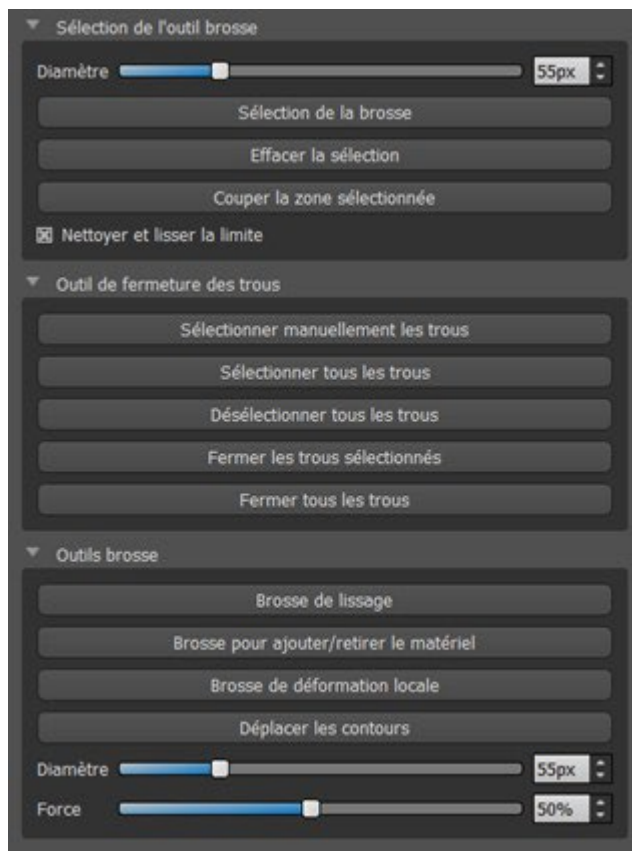 Sélection de l'outil brosse
Diamètre 55px
Sélection de la brosse
Effacer la sélection
Couper la zone sélectionnée
Nettoyer et lisser la limite
Outil de fermeture des trous
Sélectionner manuellement les trous
Sélectionner tous les trous
Désélectionner tous les trous
Fermer les trous sélectionnés
Fermer tous les trous
Outils brosse
Brosse de lissage
Brosse pour ajouter/retirer le matériel
Brosse de déformation locale
Déplacer les contours
Diamètre 55px
Force 50%